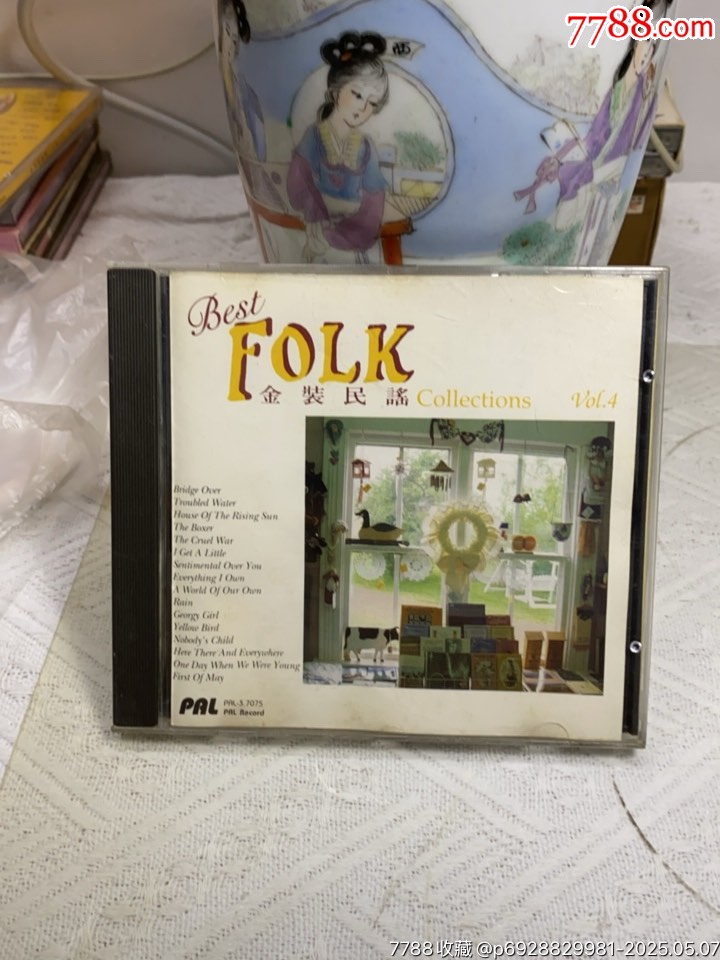 7788.com
Best
FOLK
金裝民謠 Collections Vol.4
Bridge Over
Troubled Water
House Of The Rising Sun
The Boxer
The Cruel War
I Get A Little
Sentimental Over You
Everything I Own
A World Of Our Own
Rain
Georgy Girl
Yellow Bird
Nobody's Child
Here There And Everywhere
One Day When We Were Young
First Of May
PAL PAL-3.7075
PAL Record
7788收藏 @p6928829981-2025.05.07